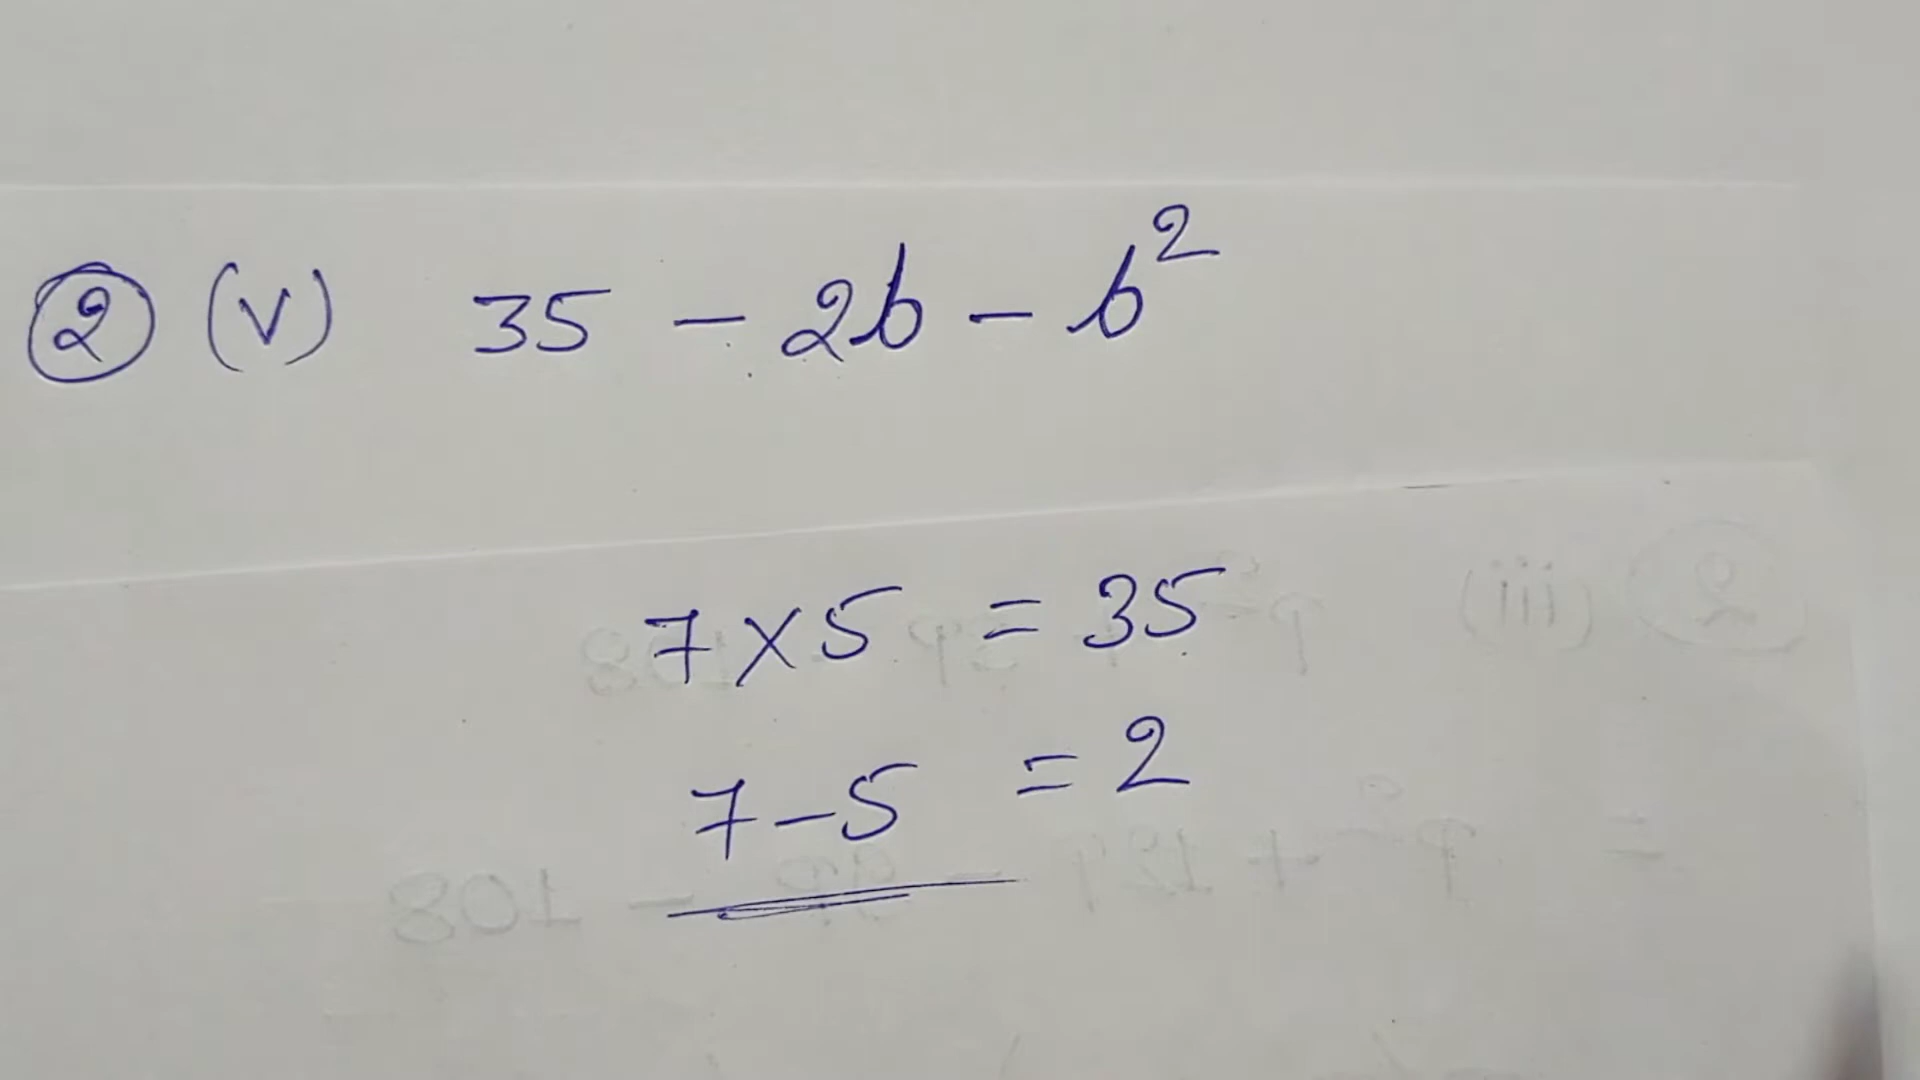 ② (v) 35 - 2b - b²
7 × 5 = 35
7 - 5 = 2